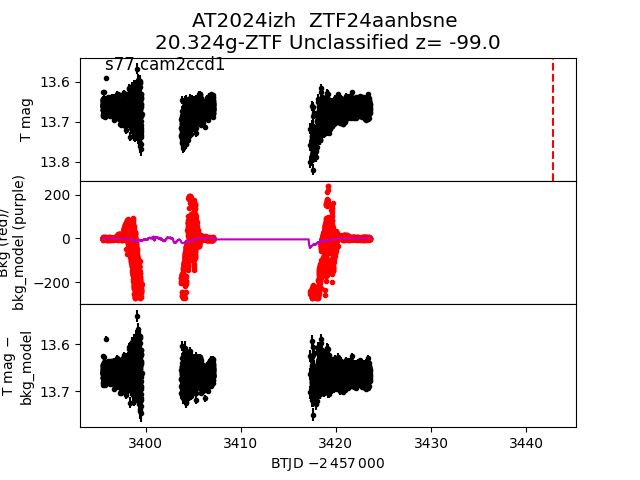 AT2024izh  ZTF24aanbsne
20.324g-ZTF Unclassified z= -99.0
s77 cam2ccd1
13.6
13.7
13.8
T mag
200
0
−200
Bkg (red)/
bkg_model (purple)
13.6
13.7
T mag −
bkg_model
3400 3410 3420 3430 3440
BTJD −2 457 000